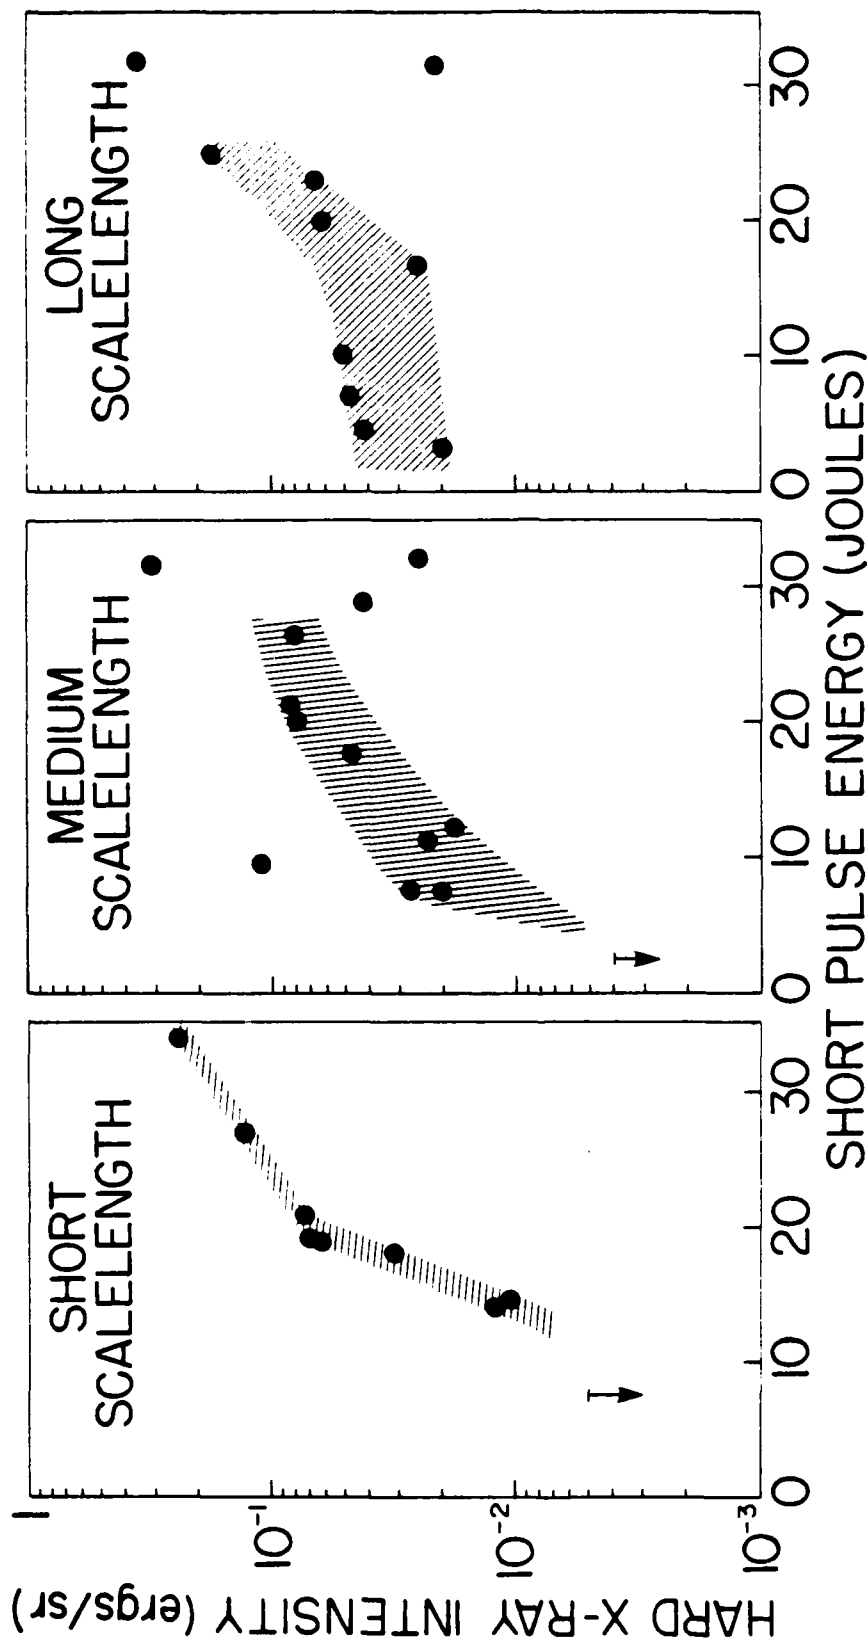 HARD X-RAY INTENSITY (ergs/sr)
1
10⁻¹
10⁻²
10⁻³
SHORT
SCALELENGTH
0 10 20 30
MEDIUM
SCALELENGTH
0 10 20 30
LONG
SCALELENGTH
0 10 20 30
SHORT PULSE ENERGY (JOULES)